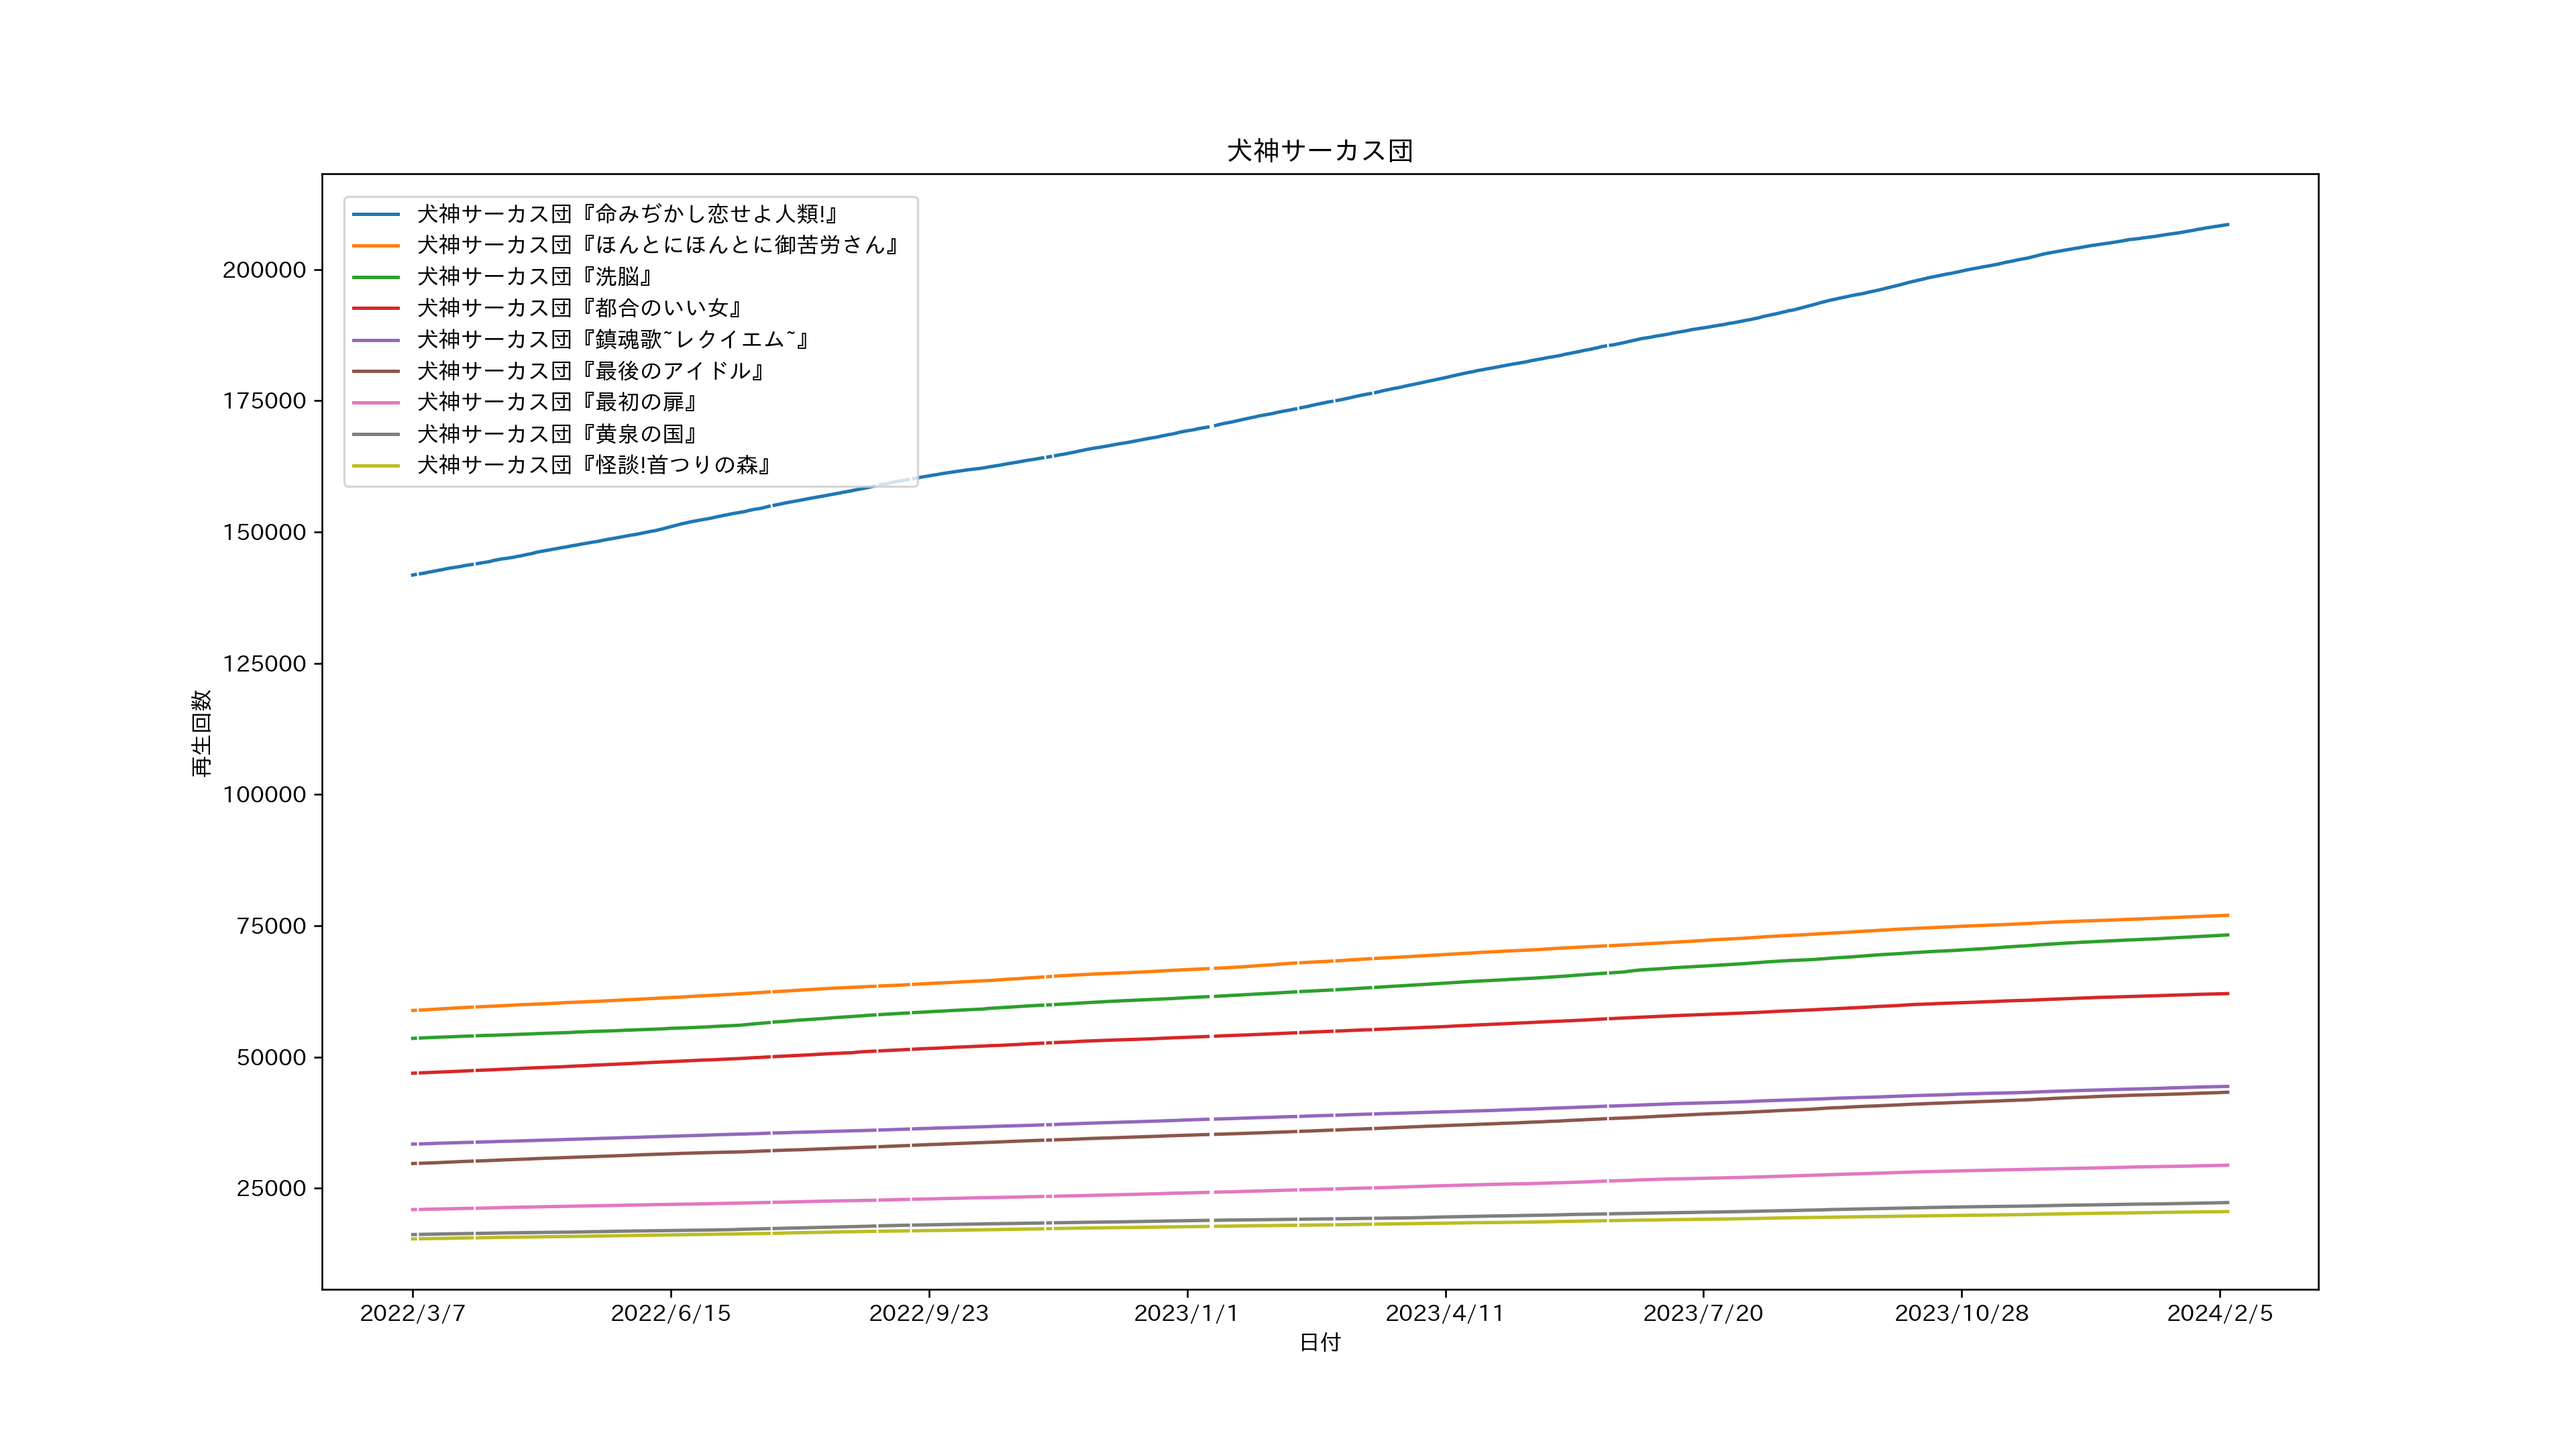 犬神サーカス団
犬神サーカス団『命みぢかし恋せよ人類!』
犬神サーカス団『ほんとにほんとに御苦労さん』
犬神サーカス団『洗脳』
犬神サーカス団『都合のいい女』
犬神サーカス団『鎮魂歌~レクイエム~』
犬神サーカス団『最後のアイドル』
犬神サーカス団『最初の扉』
犬神サーカス団『黄泉の国』
犬神サーカス団『怪談!首つりの森』
200000
175000
150000
125000
100000
75000
50000
25000
再生回数
2022/3/7 2022/6/15 2022/9/23 2023/1/1 2023/4/11 2023/7/20 2023/10/28 2024/2/5
日付